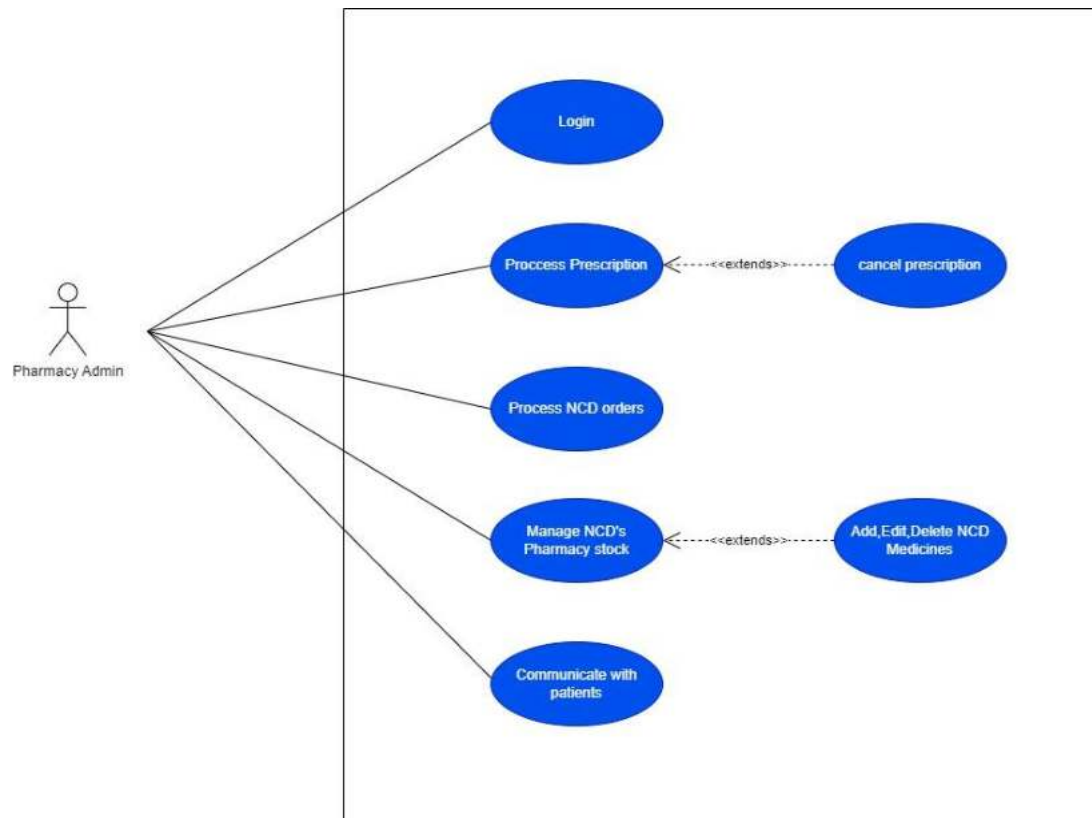 Login
Proccess Prescription
<<extends>>
cancel prescription
Pharmacy Admin
Process NCD orders
Manage NCD's
Pharmacy stock
<<extends>>
Add,Edit,Delete NCD
Medicines
Communicate with
patients